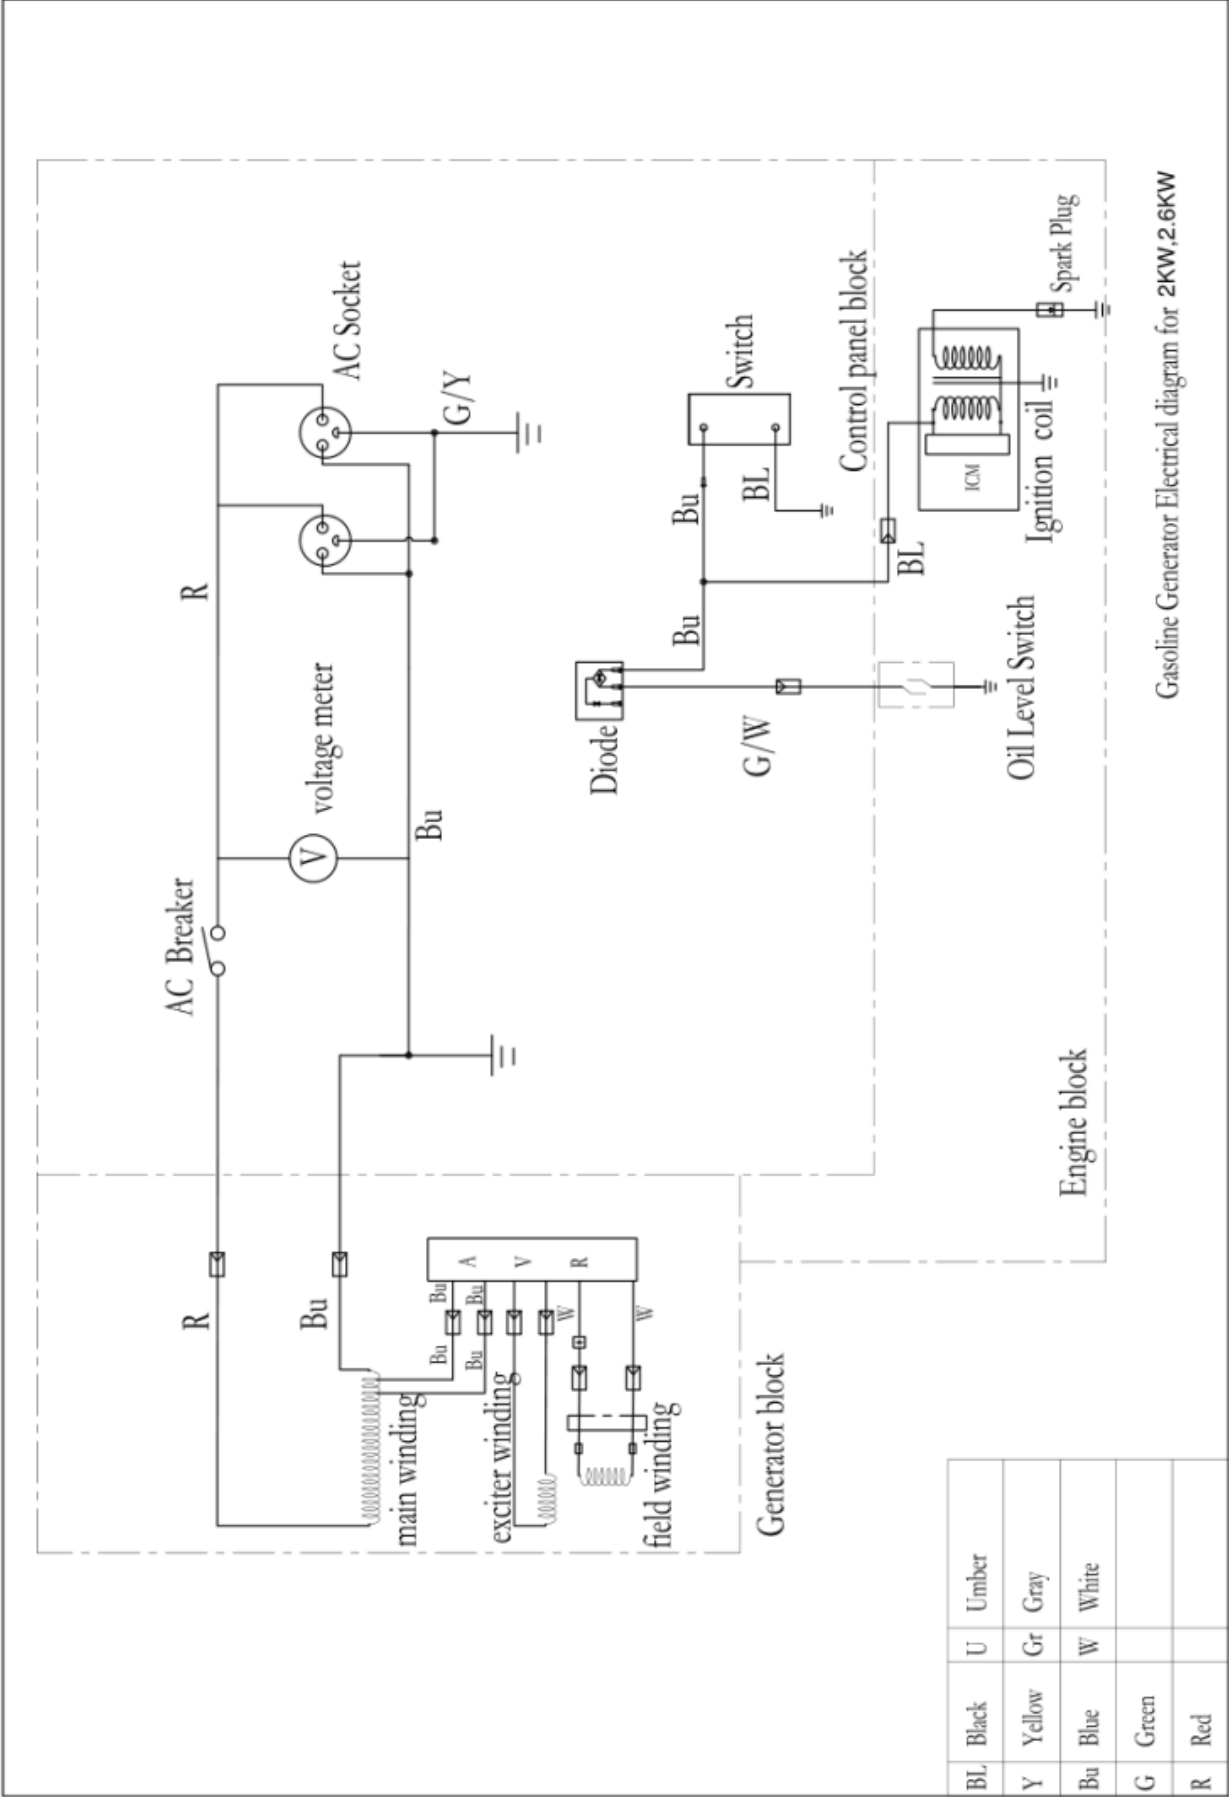 AC Breaker
R
voltage meter
V
AC Socket
G/Y
Bu
R
Bu
Diode
Bu
Bu
BL
Switch
G/W
BL
Control panel block
Oil Level Switch
ICM
Ignition coil
Spark Plug
Bu
Bu
Bu
Bu
W
W
A
V
R
main winding
exciter winding
field winding
Generator block
Engine block
BL Black U Umber
Y Yellow Gr Gray
Bu Blue W White
G Green
R Red
Gasoline Generator Electrical diagram for 2KW,2.6KW